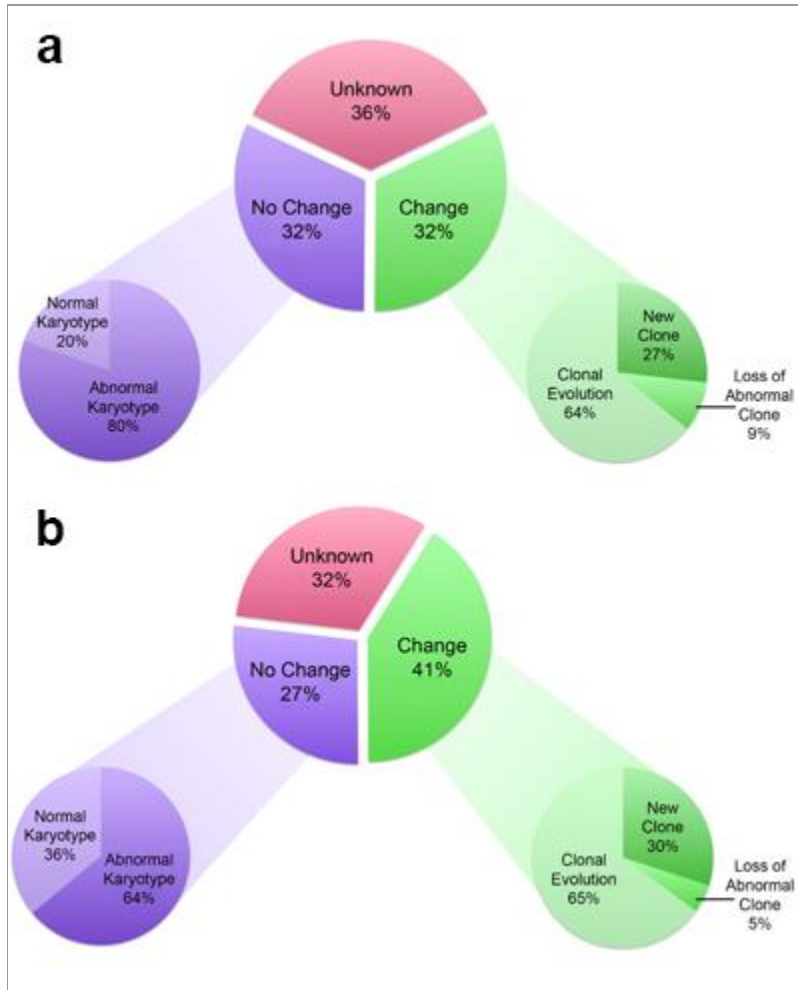 a
Unknown
36%
No Change
32%
Change
32%
Normal
Karyotype
20%
Abnormal
Karyotype
80%
New
Clone
27%
Clonal
Evolution
64%
Loss of
Abnormal
Clone
9%
b
Unknown
32%
No Change
27%
Change
41%
Normal
Karyotype
36%
Abnormal
Karyotype
64%
New
Clone
30%
Clonal
Evolution
65%
Loss of
Abnormal
Clone
5%